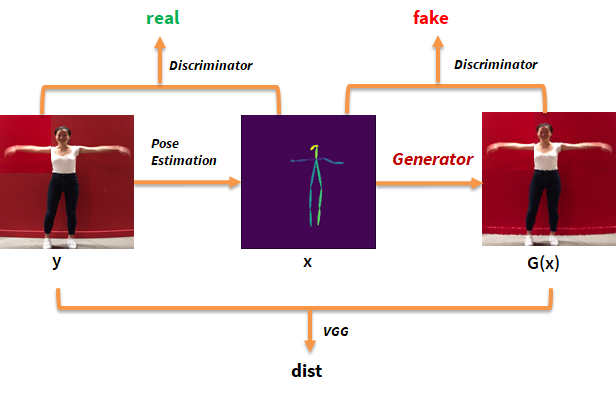 real
fake
Discriminator
Discriminator
Pose
Estimation
Generator
y
x
G(x)
VGG
dist